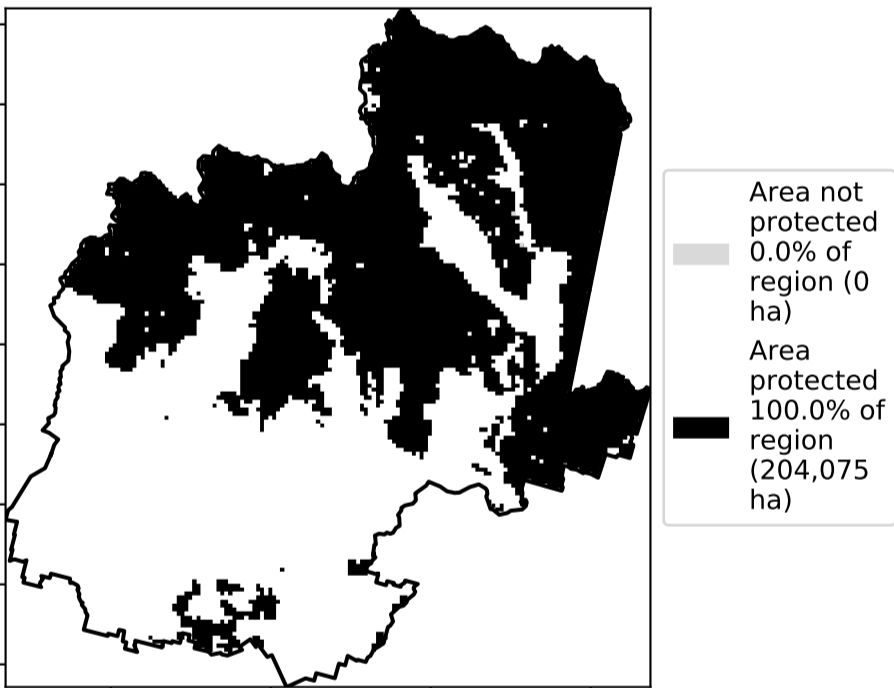 Area not
protected
0.0% of
region (0
ha)
Area
protected
100.0% of
region
(204,075
ha)